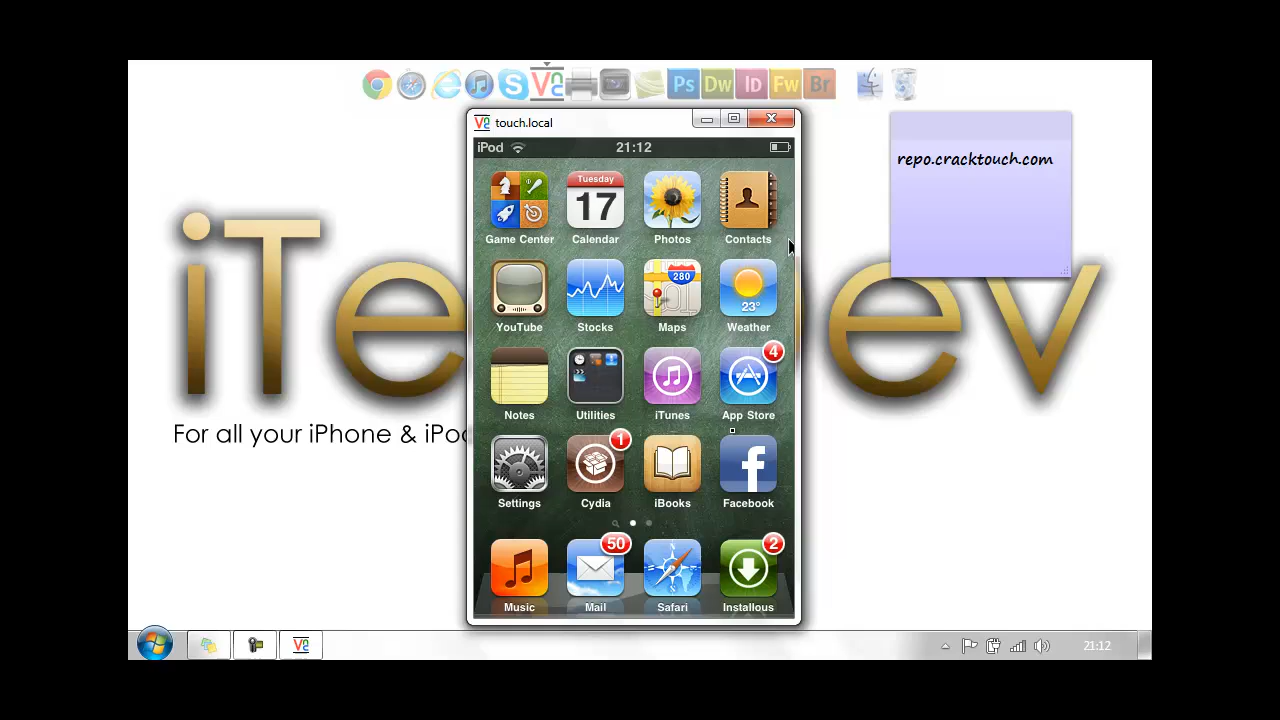 Ps Dw ID Fw Br
touch.local
repo.cracktouch.com
iPod 21:12
Tuesday
17
280
23°
Game Center Calendar Photos Contacts
YouTube Stocks Maps Weather
4
Notes Utilities iTunes App Store
1
Settings Cydia iBooks Facebook
50 2
Music Mail Safari Installous
iTe ev
For all your iPhone & iPo
21:12